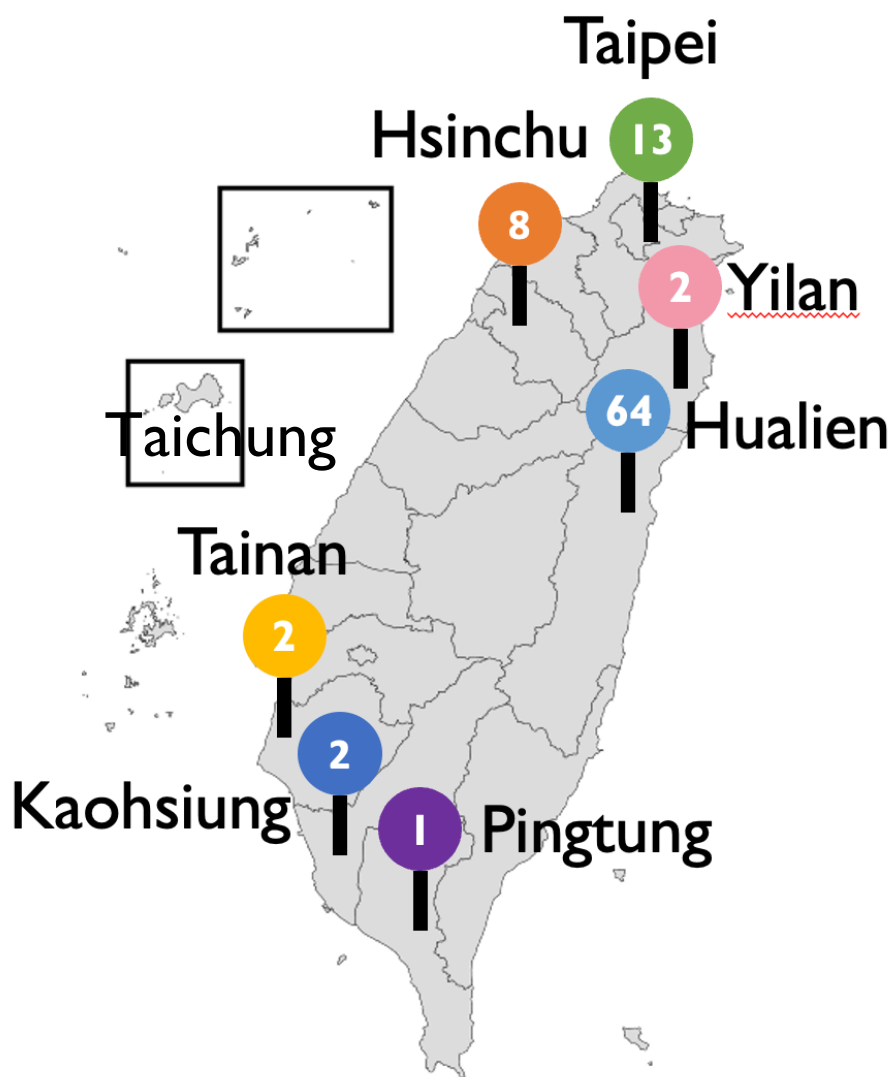 Taipei
13
Hsinchu
8
2
Yilan
64
Hualien
Taichung
Tainan
2
2
Kaohsiung
1
Pingtung